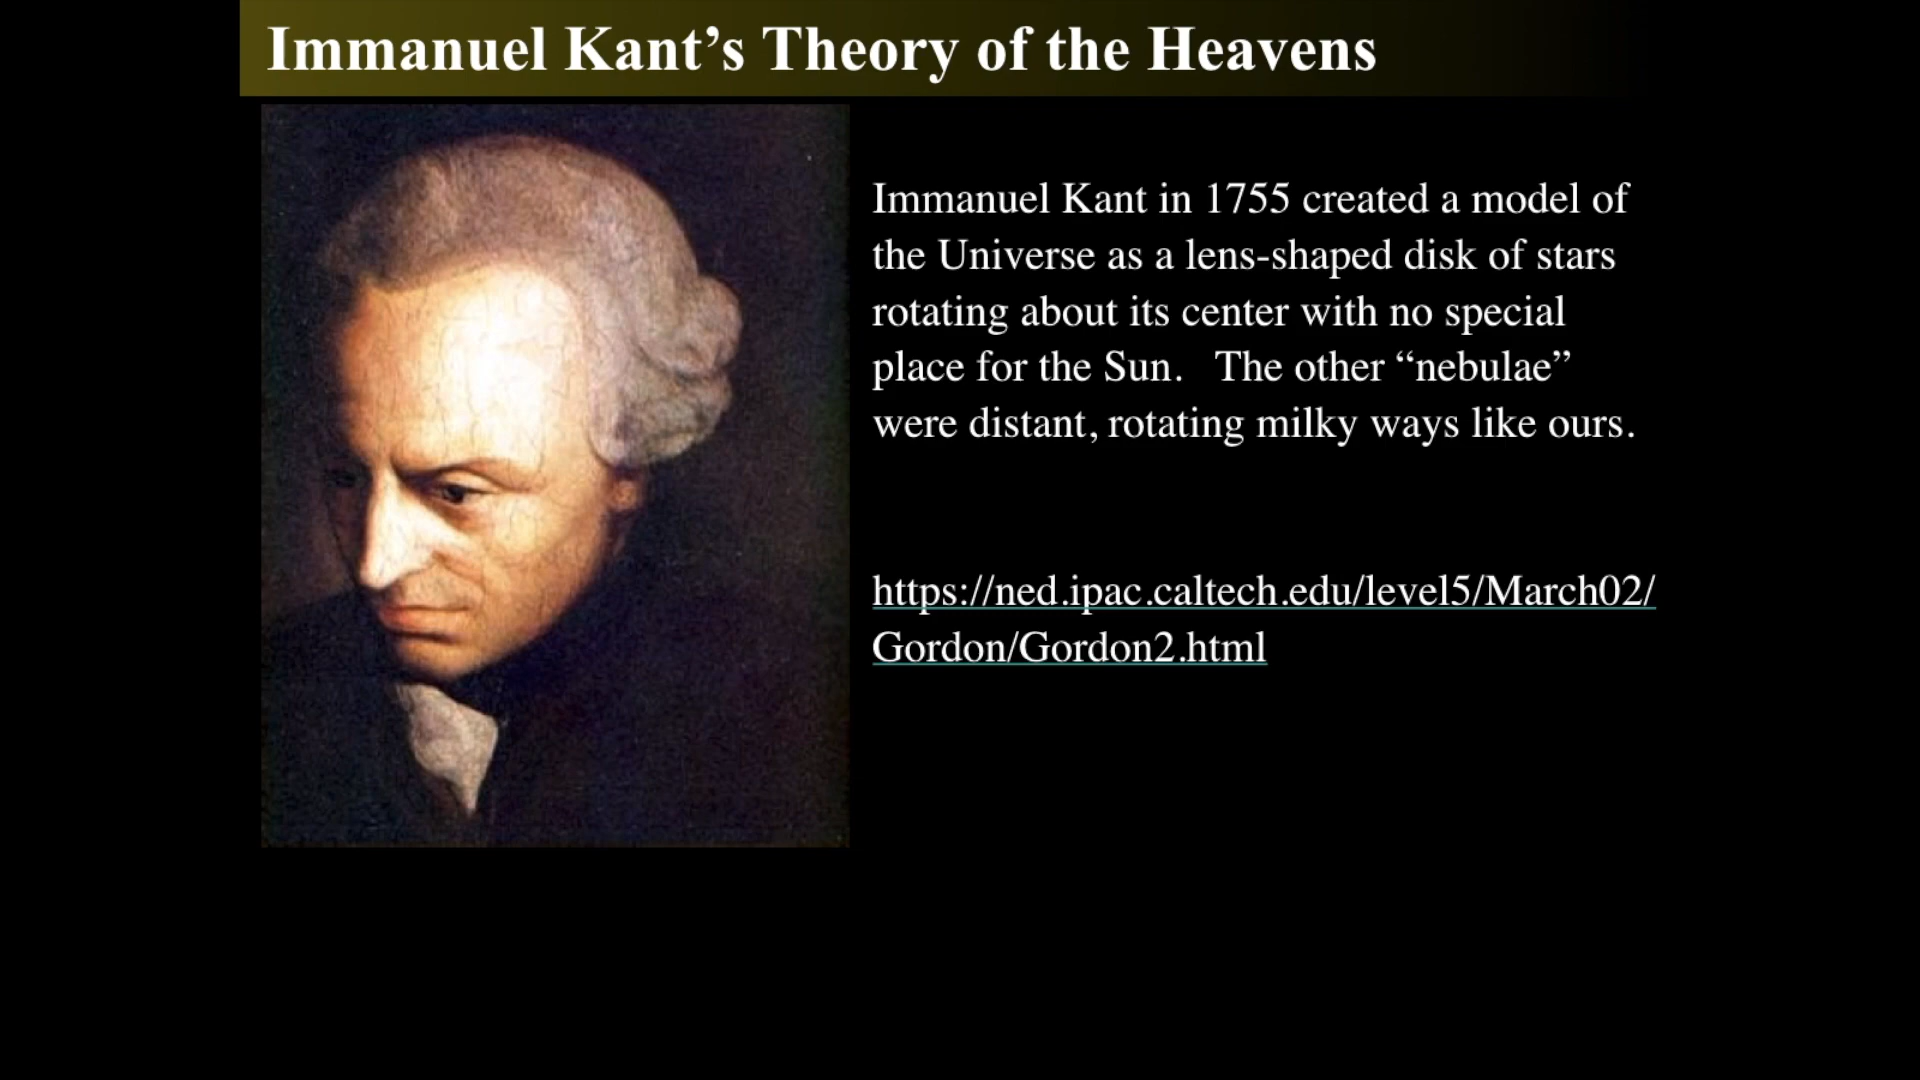 Immanuel Kant’s Theory of the Heavens
Immanuel Kant in 1755 created a model of
the Universe as a lens-shaped disk of stars
rotating about its center with no special
place for the Sun.   The other “nebulae”
were distant, rotating milky ways like ours.
https://ned.ipac.caltech.edu/level5/March02/
Gordon/Gordon2.html